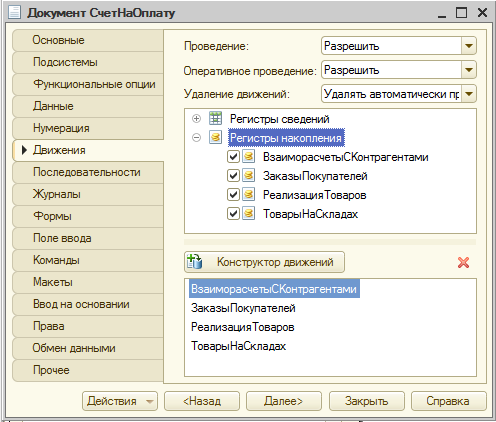 Документ СчетНаОплату
Основные
Подсистемы
Функциональные опции
Данные
Нумерация
Движения
Последовательности
Журналы
Формы
Поле ввода
Команды
Макеты
Ввод на основании
Права
Обмен данными
Прочее
Проведение: Разрешить
Оперативное проведение: Разрешить
Удаление движений: Удалять автоматически пр
Регистры сведений
Регистры накопления
ВзаиморасчетыСКонтрагентами
ЗаказыПокупателей
РеализацияТоваров
ТоварыНаСкладах
Конструктор движений
ВзаиморасчетыСКонтрагентами
ЗаказыПокупателей
РеализацияТоваров
ТоварыНаСкладах
Действия <Назад Далее> Закрыть Справка